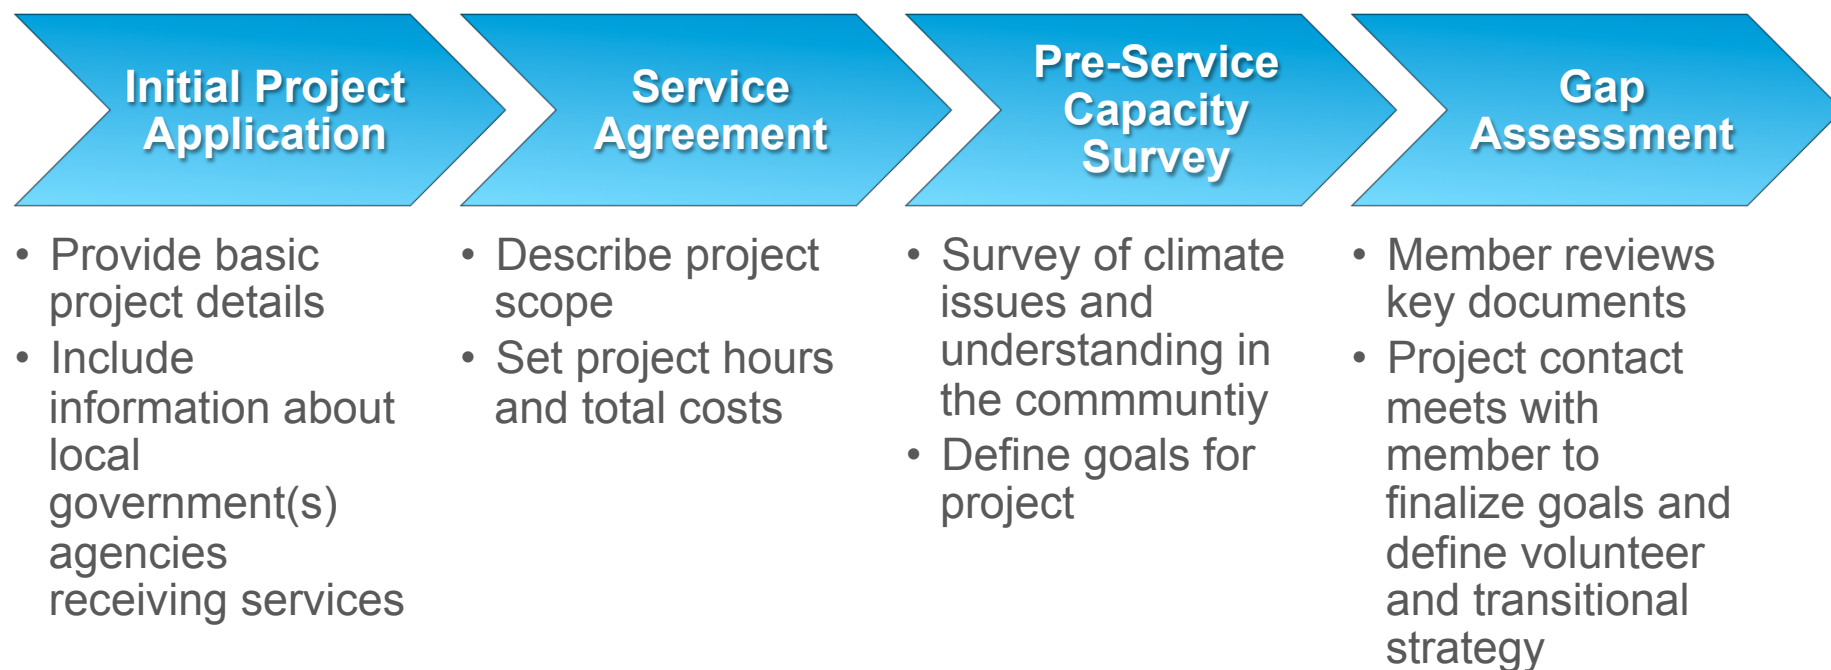 Initial Project
Application
• Provide basic
project details
• Include
information about
local
government(s)
agencies
receiving services
Service
Agreement
• Describe project
scope
• Set project hours
and total costs
Pre-Service
Capacity
Survey
• Survey of climate
issues and
understanding in
the commmuntiy
• Define goals for
project
Gap
Assessment
• Member reviews
key documents
• Project contact
meets with
member to
finalize goals and
define volunteer
and transitional
strategy